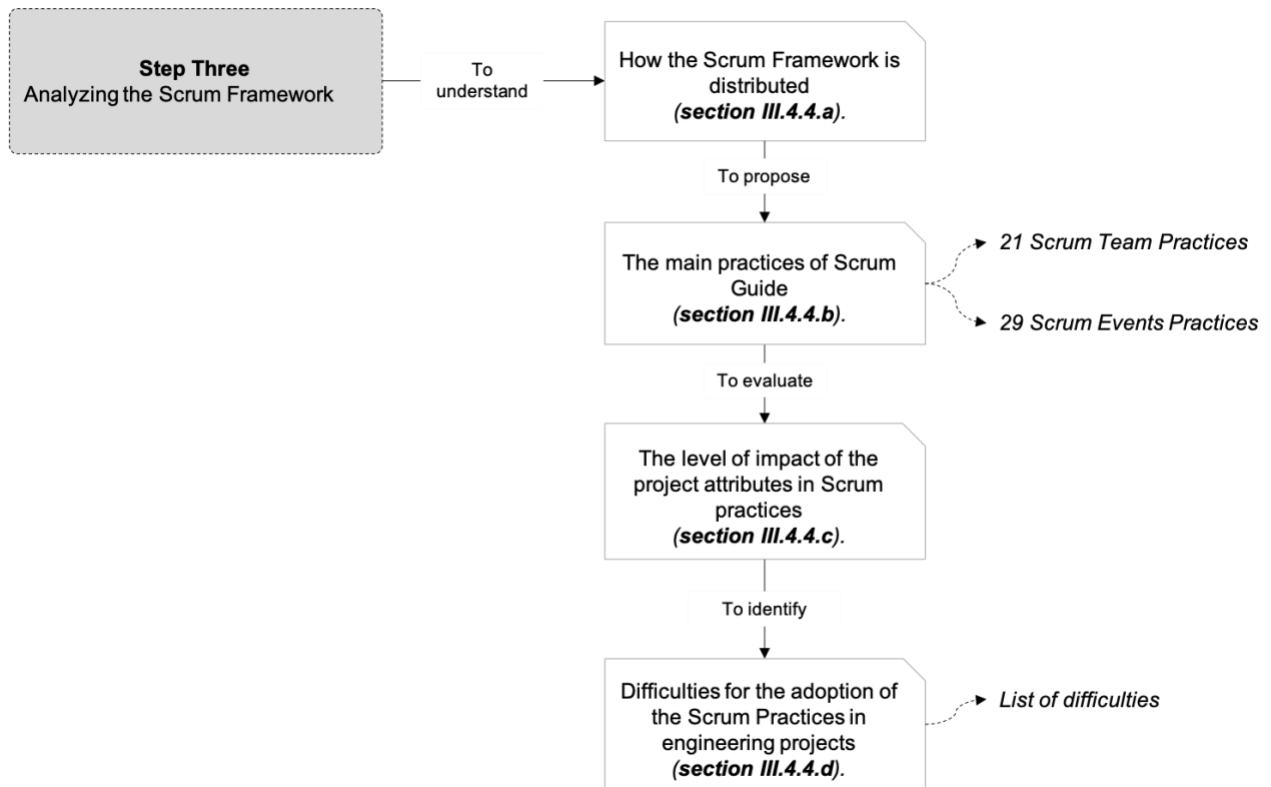 Step Three
Analyzing the Scrum Framework
To
understand
How the Scrum Framework is
distributed
(section III.4.4.a).
To propose
The main practices of Scrum
Guide
(section III.4.4.b).
21 Scrum Team Practices
29 Scrum Events Practices
To evaluate
The level of impact of the
project attributes in Scrum
practices
(section III.4.4.c).
To identify
Difficulties for the adoption of
the Scrum Practices in
engineering projects
(section III.4.4.d).
List of difficulties